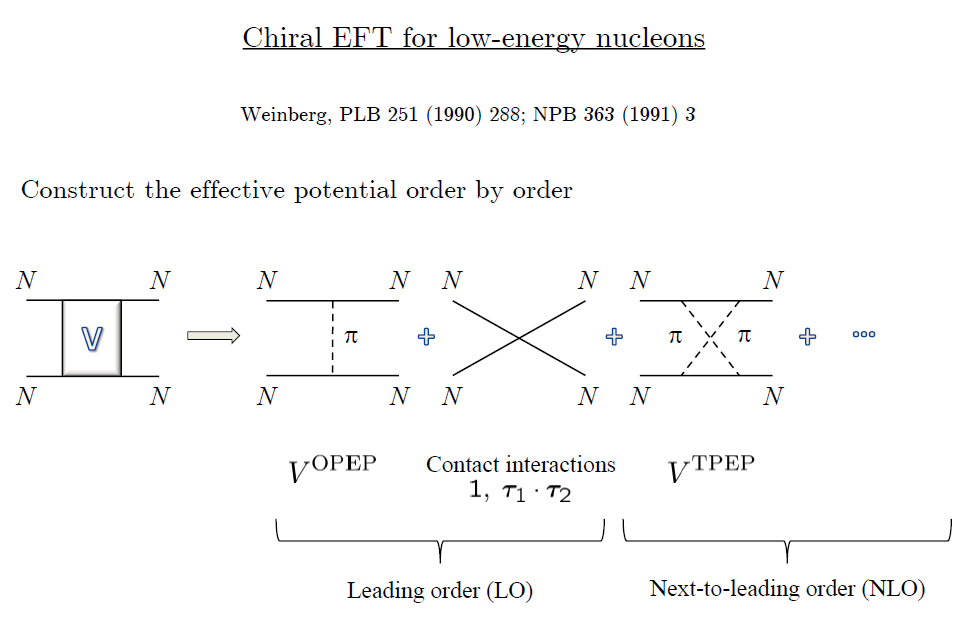 Chiral EFT for low-energy nucleons
Weinberg, PLB 251 (1990) 288; NPB 363 (1991) 3
Construct the effective potential order by order
N N N N N N N N
V π + + π π + °°°
N N N N N N N N
V^OPEP Contact interactions V^TPEP
1, τ1 · τ2
Leading order (LO) Next-to-leading order (NLO)